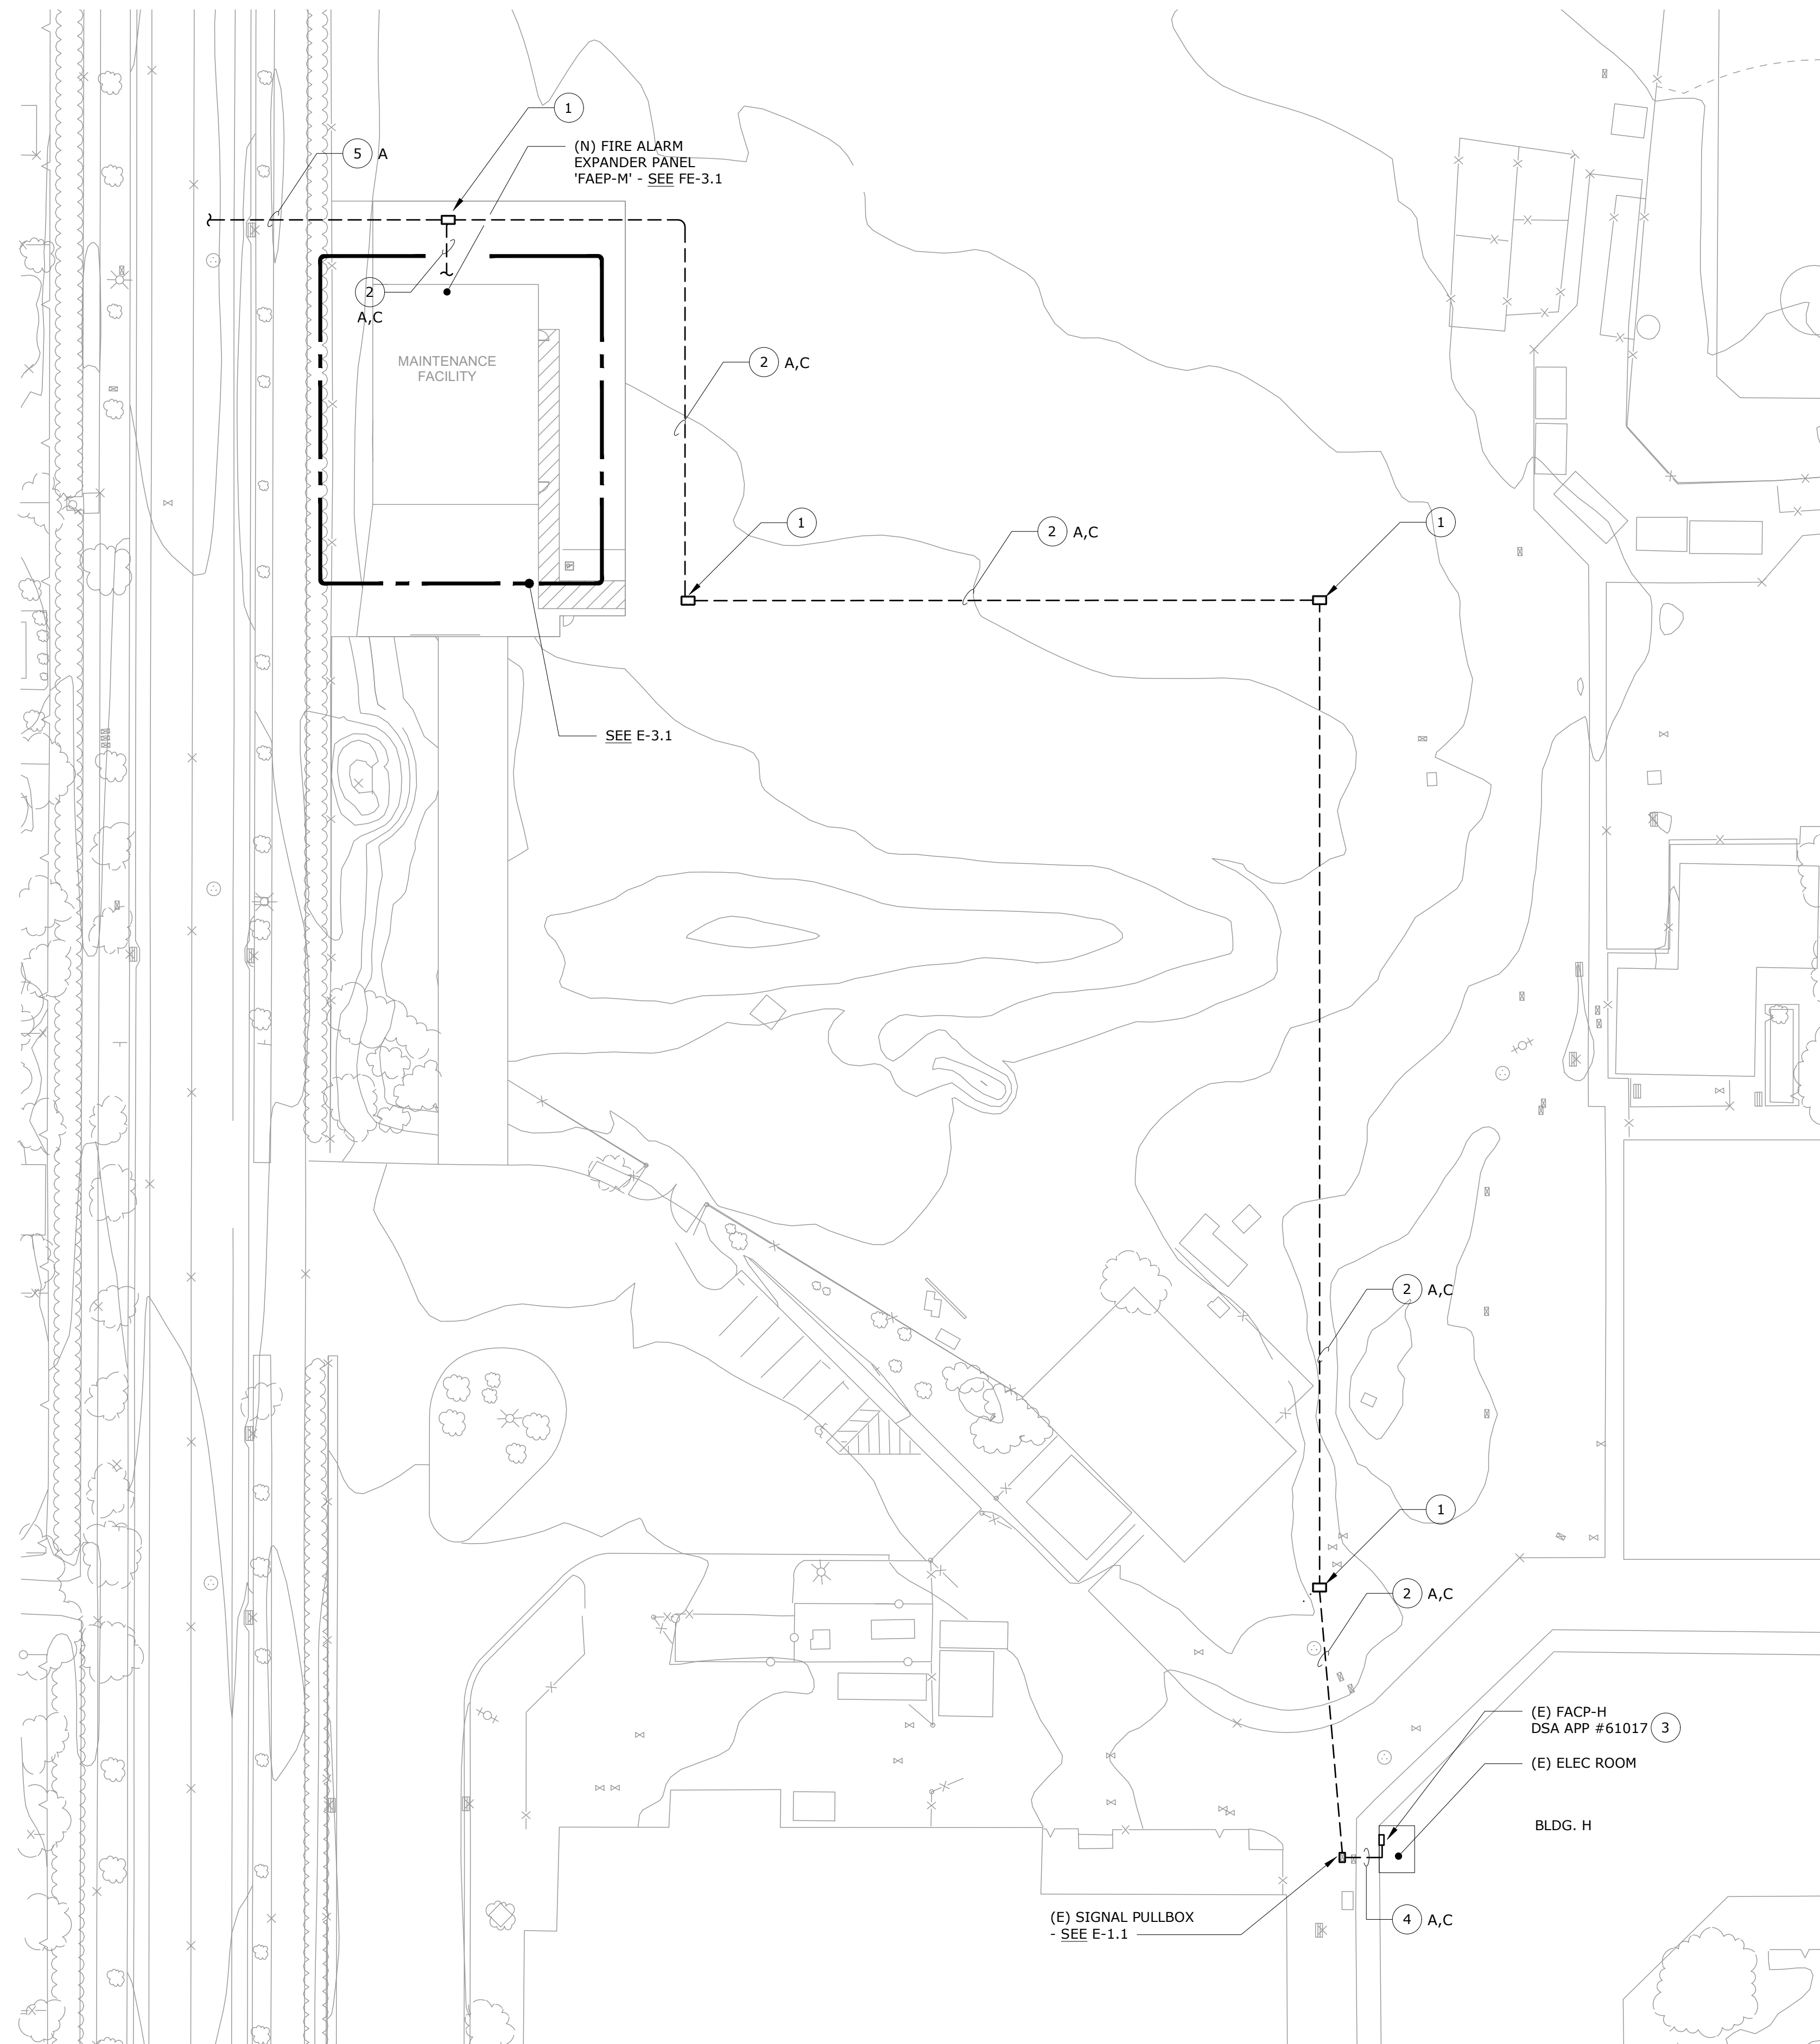 1
5 A
(N) FIRE ALARM
EXPANDER PANEL
'FAEP-M' - SEE FE-3.1
2
A,C
MAINTENANCE
FACILITY
2 A,C
1
2 A,C
1
SEE E-3.1
2 A,C
1
2 A,C
(E) FACP-H
DSA APP #61017 3
(E) ELEC ROOM
BLDG. H
(E) SIGNAL PULLBOX
- SEE E-1.1
4 A,C